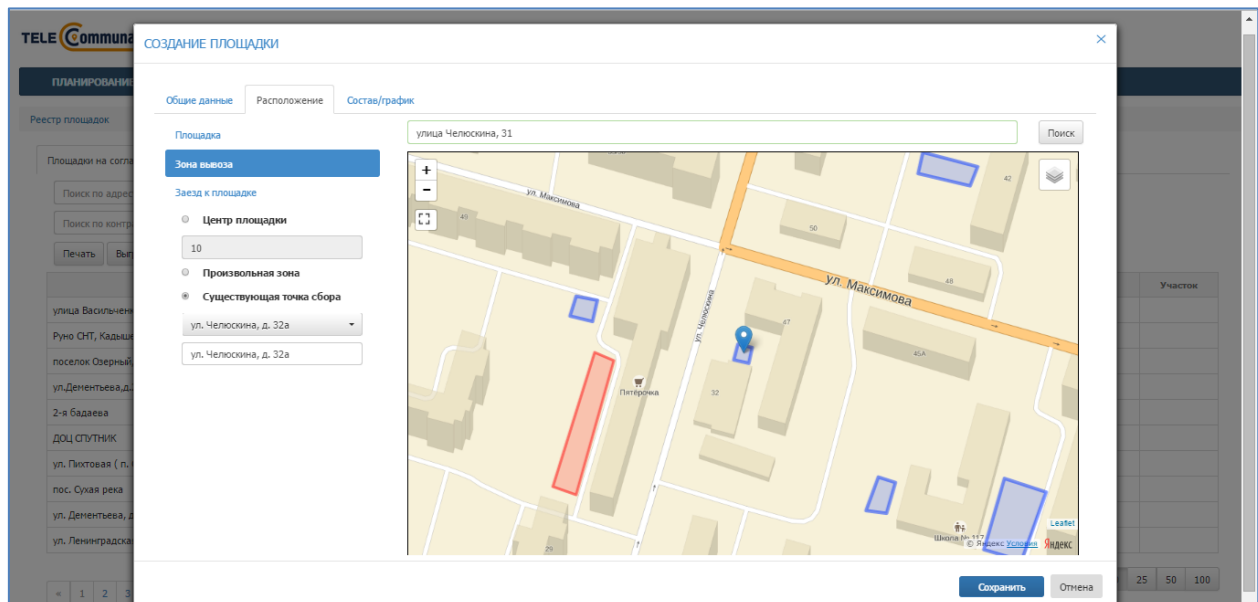 TELE Communa
СОЗДАНИЕ ПЛОЩАДКИ
×
ПЛАНИРОВАНИЕ
Общие данные Расположение Состав/график
Реестр площадок
Площадка
улица Челюскина, 31
Поиск
Площадки на согла
Зона вывоза
Поиск по адрес
Заезд к площадке
Поиск по контр
Центр площадки
Печать
10
Произвольная зона
Существующая точка сбора
Участок
улица Васильченк
ул. Челюскина, д. 32а
Руно СНТ, Кадыше
ул. Челюскина, д. 32а
поселок Озерный,
ул.Дементьева,д.
2-я бадаева
ДОЦ СПУТНИК
ул. Пихтовая ( п.
пос. Сухая река
ул. Дементьева, д
ул. Ленинградска
+
−
ул. Максимова
42
49
50
ул. Максимова
48
ул. Челюскина
47
45А
Пятёрочка
32
29
Школа № 117
Leaflet
© Яндекс Условия Яндекс
Сохранить Отмена
« 1 2 3
25 50 100